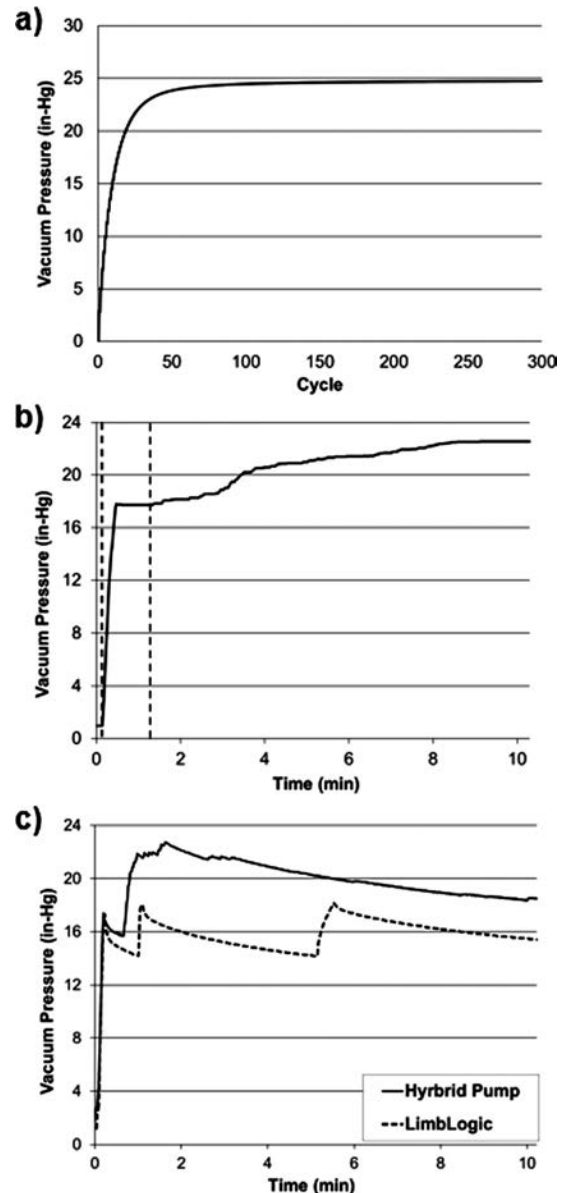 a)
30
25
20
15
10
5
0
Vacuum Pressure (in-Hg)
0 50 100 150 200 250 300
Cycle
b)
24
20
16
12
8
4
0
Vacuum Pressure (in-Hg)
0 2 4 6 8 10
Time (min)
c)
24
20
16
12
8
4
0
Vacuum Pressure (in-Hg)
Hyrbrid Pump
LimbLogic
0 2 4 6 8 10
Time (min)